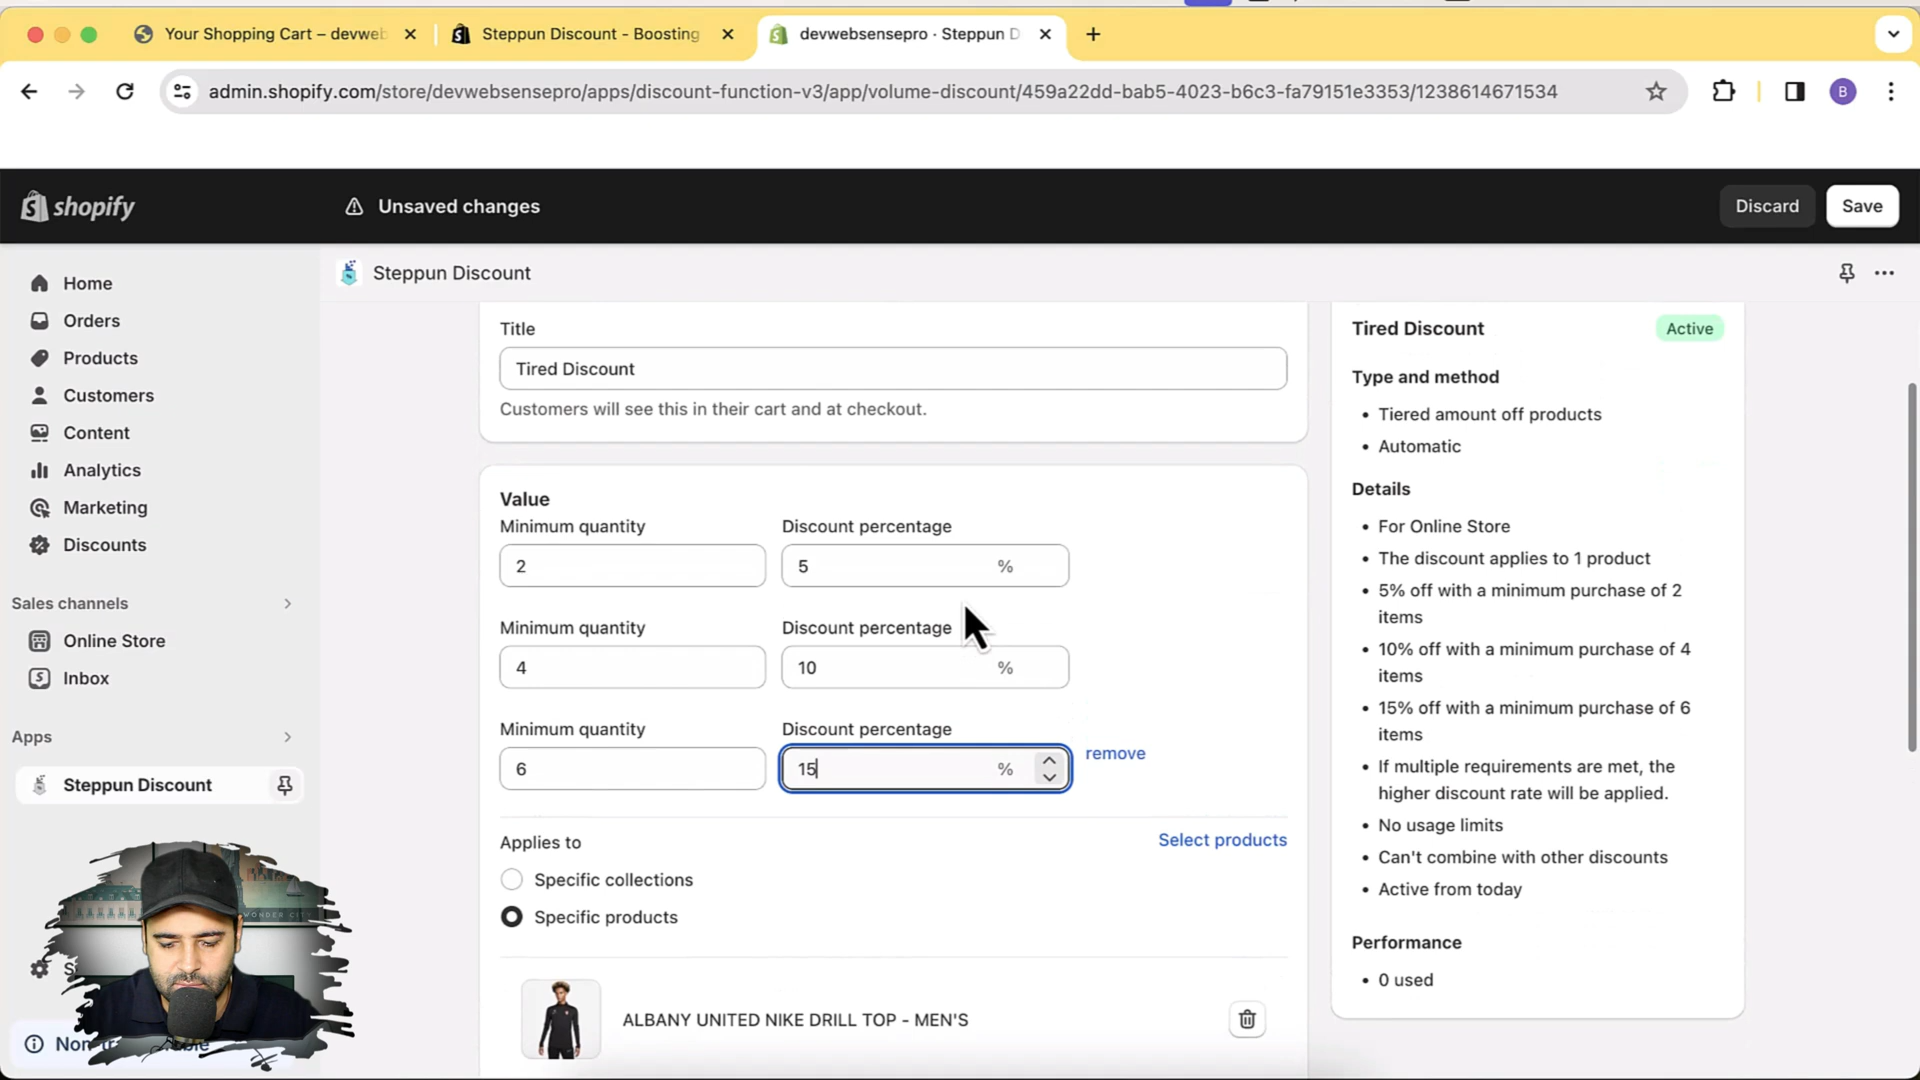 Your Shopping Cart – devweb
Steppun Discount - Boosting
devwebsensepro · Steppun D
admin.shopify.com/store/devwebsensepro/apps/discount-function-v3/app/volume-discount/459a22dd-bab5-4023-b6c3-fa79151e3353/1238614671534
B
shopify
Unsaved changes
Discard
Save
Home
Orders
Products
Customers
Content
Analytics
Marketing
Discounts
Sales channels
Online Store
Inbox
Apps
Steppun Discount
WONDER CITY
Steppun Discount
Title
Tired Discount
Customers will see this in their cart and at checkout.
Value
Minimum quantity
Discount percentage
2
5 %
Minimum quantity
Discount percentage
4
10 %
Minimum quantity
Discount percentage
6
15 %
remove
Applies to
Select products
Specific collections
Specific products
ALBANY UNITED NIKE DRILL TOP - MEN'S
Tired Discount
Active
Type and method
• Tiered amount off products
• Automatic
Details
• For Online Store
• The discount applies to 1 product
• 5% off with a minimum purchase of 2
items
• 10% off with a minimum purchase of 4
items
• 15% off with a minimum purchase of 6
items
• If multiple requirements are met, the
higher discount rate will be applied.
• No usage limits
• Can't combine with other discounts
• Active from today
Performance
• 0 used